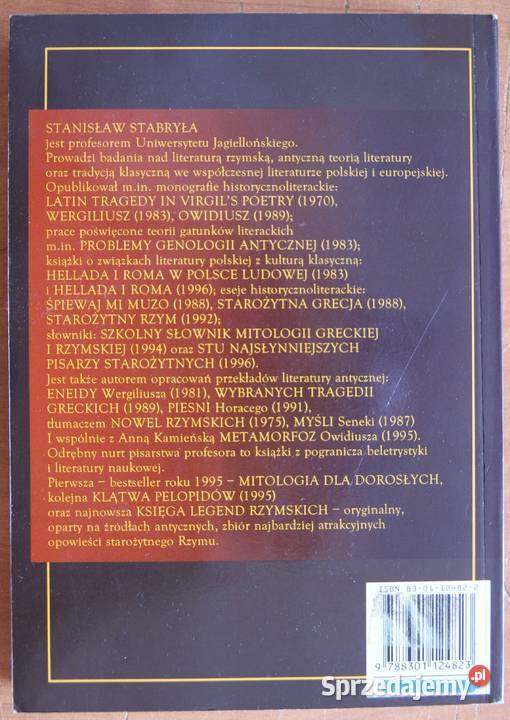 STANISŁAW STABRYŁA
jest profesorem Uniwersytetu Jagiellońskiego.
Prowadzi badania nad literaturą rzymską, antyczną teorią literatury
oraz tradycją klasyczną we współczesnej literaturze polskiej i europejskiej.
Opublikował m.in. monografie historycznoliterackie:
LATIN TRAGEDY IN VIRGIL'S POETRY (1970),
WERGILIUSZ (1983), OWIDIUSZ (1989);
prace poświęcone teorii gatunków literackich
m.in. PROBLEMY GENOLOGII ANTYCZNEJ (1983);
książki o związkach literatury polskiej z kulturą klasyczną:
HELLADA I ROMA W POLSCE LUDOWEJ (1983)
i HELLADA I ROMA (1996); eseje historycznoliterackie:
ŚPIEWAJ MI MUZO (1988), STAROŻYTNA GRECJA (1988),
STAROŻYTNY RZYM (1992);
słowniki: SZKOLNY SŁOWNIK MITOLOGII GRECKIEJ
I RZYMSKIEJ (1994) oraz STU NAJSŁYNNIEJSZYCH
PISARZY STAROŻYTNYCH (1996).
Jest także autorem opracowań przekładów literatury antycznej:
ENEIDY Wergiliusza (1981), WYBRANYCH TRAGEDII
GRECKICH (1989), PIESNI Horacego (1991),
tłumaczem NOWEL RZYMSKICH (1975), MYŚLI Seneki (1987)
I wspólnie z Anną Kamieńską METAMORFOZ Owidiusza (1995).
Odrębny nurt pisarstwa profesora to książki z pogranicza beletrystyki
i literatury naukowej.
Pierwsza – bestseller roku 1995 – MITOLOGIA DLA DOROSŁYCH,
kolejna KLĄTWA PELOPIDÓW (1995)
oraz najnowsza KSIĘGA LEGEND RZYMSKICH – oryginalny,
oparty na źródłach antycznych, zbiór najbardziej atrakcyjnych
opowieści starożytnego Rzymu.
ISBN 83-01-12482-2
9 788301 124823
Sprzedajemy.pl